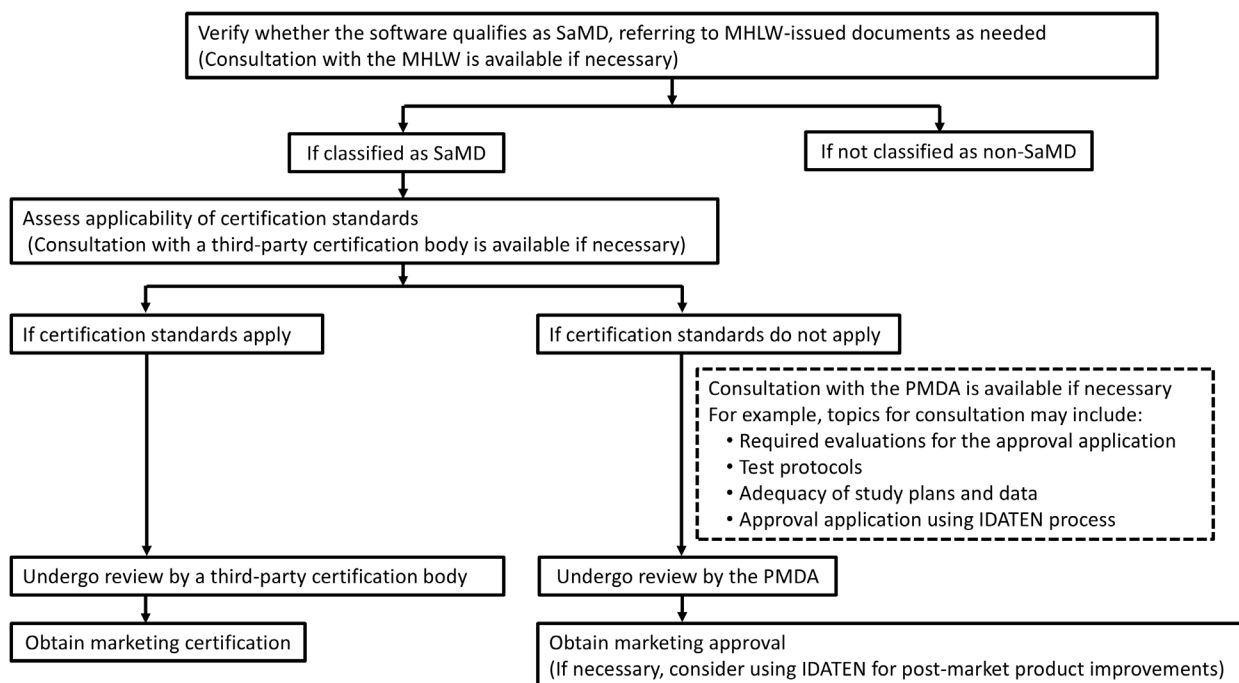 Verify whether the software qualifies as SaMD, referring to MHLW-issued documents as needed
(Consultation with the MHLW is available if necessary)
If classified as SaMD
If not classified as non-SaMD
Assess applicability of certification standards
(Consultation with a third-party certification body is available if necessary)
If certification standards apply
If certification standards do not apply
Consultation with the PMDA is available if necessary
For example, topics for consultation may include:
• Required evaluations for the approval application
• Test protocols
• Adequacy of study plans and data
• Approval application using IDATEN process
Undergo review by a third-party certification body
Undergo review by the PMDA
Obtain marketing certification
Obtain marketing approval
(If necessary, consider using IDATEN for post-market product improvements)